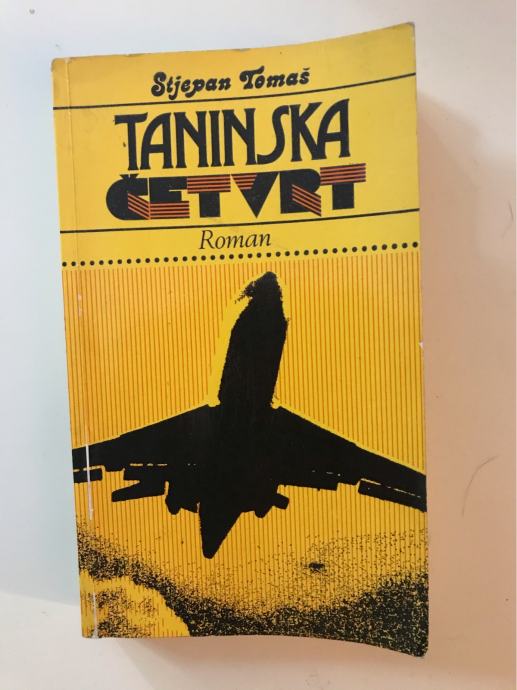 Stjepan Tomaš
TANINSKA
ČETVRT
Roman